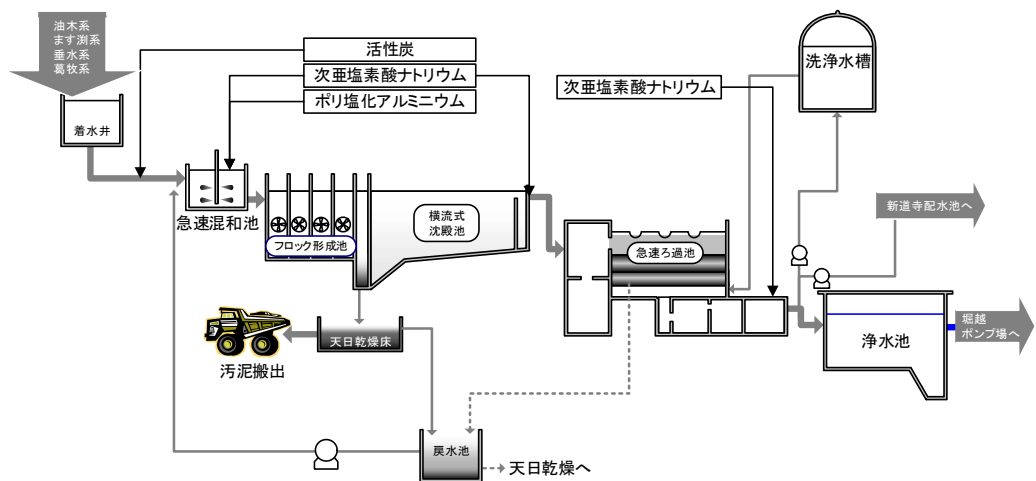 油木系
ます渕系
垂水系
葛牧系
着水井
活性炭
次亜塩素酸ナトリウム
ポリ塩化アルミニウム
急速混和池
フロック形成池
横流式
沈殿池
次亜塩素酸ナトリウム
洗浄水槽
急速ろ過池
新道寺配水池へ
堀越
ポンプ場へ
浄水池
天日乾燥床
汚泥搬出
戻水池
天日乾燥へ